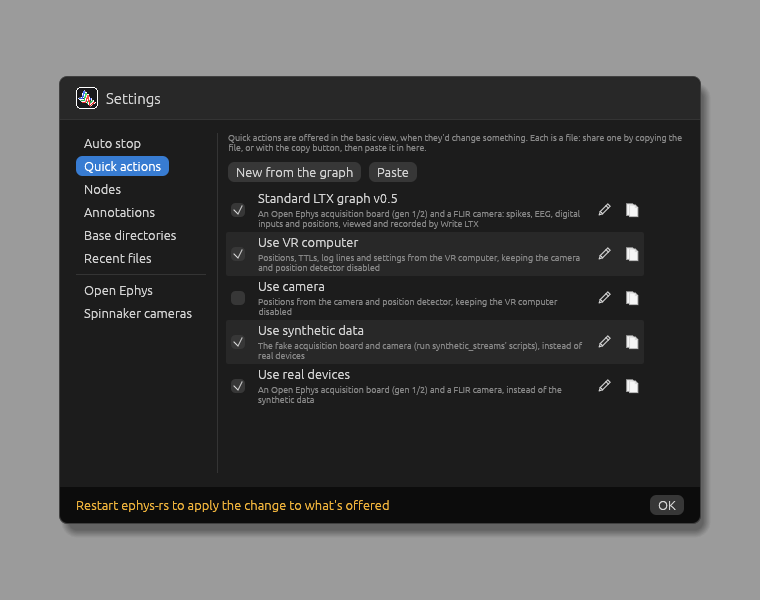 Settings
Auto stop
Quick actions
Nodes
Annotations
Base directories
Recent files
Open Ephys
Spinnaker cameras
Quick actions are offered in the basic view, when they'd change something. Each is a file: share one by copying the
file, or with the copy button, then paste it in here.
New from the graph
Paste
Standard LTX graph v0.5
An Open Ephys acquisition board (gen 1/2) and a FLIR camera: spikes, EEG, digital
inputs and positions, viewed and recorded by Write LTX
Use VR computer
Positions, TTLs, log lines and settings from the VR computer, keeping the camera
and position detector disabled
Use camera
Positions from the camera and position detector, keeping the VR computer
disabled
Use synthetic data
The fake acquisition board and camera (run synthetic_streams' scripts), instead of
real devices
Use real devices
An Open Ephys acquisition board (gen 1/2) and a FLIR camera, instead of the
synthetic data
Restart ephys-rs to apply the change to what's offered
OK